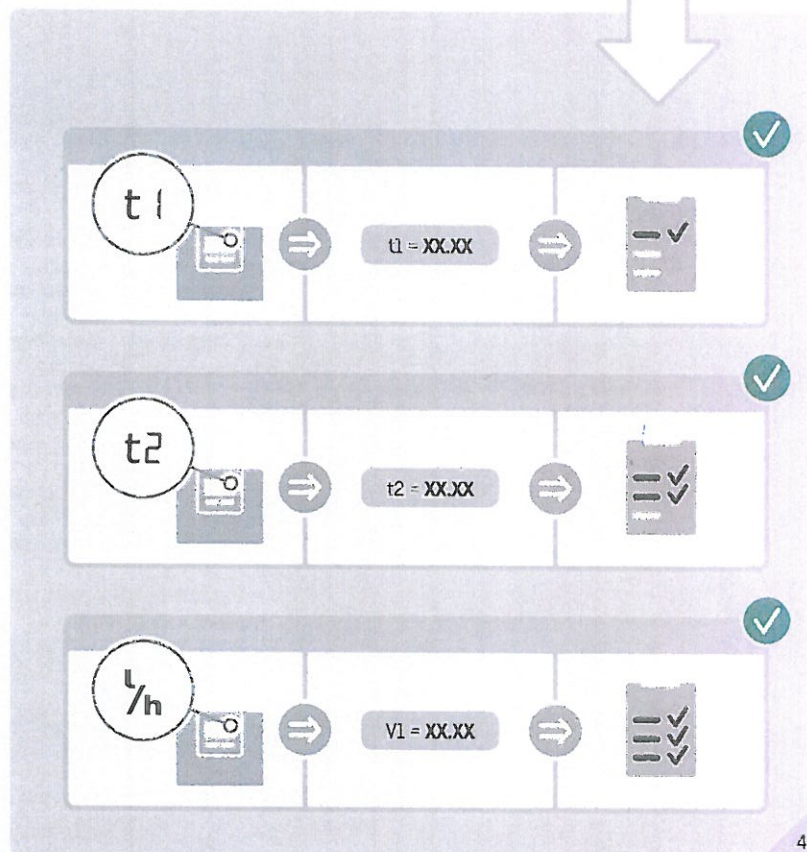 t1
t1 = XX.XX
t2
t2 = XX.XX
l/h
V1 = XX.XX
4